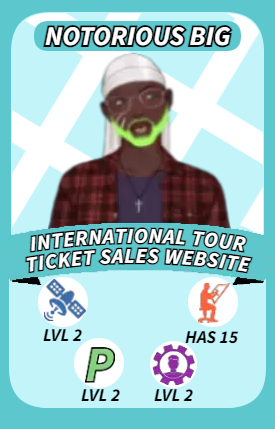 NOTORIOUS BIG
INTERNATIONAL TOUR
TICKET SALES WEBSITE
LVL 2
HAS 15
P
LVL 2
LVL 2